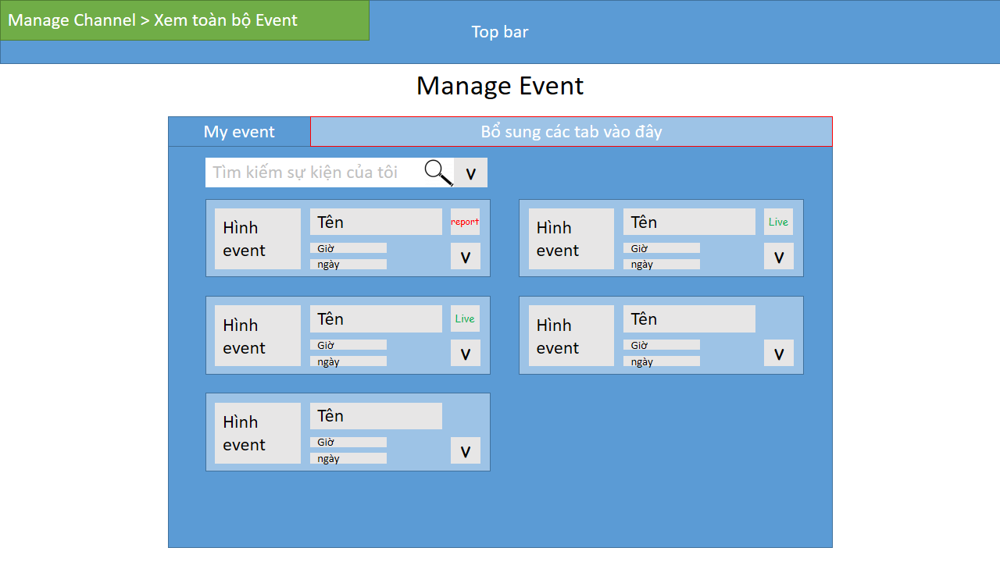 Manage Channel > Xem toàn bộ Event
Top bar
Manage Event
My event
Bổ sung các tab vào đây
Tìm kiếm sự kiện của tôi
v
Hình
event
Tên
report
Giờ
ngày
v
Hình
event
Tên
Live
Giờ
ngày
v
Hình
event
Tên
Live
Giờ
ngày
v
Hình
event
Tên
Giờ
ngày
v
Hình
event
Tên
Giờ
ngày
v